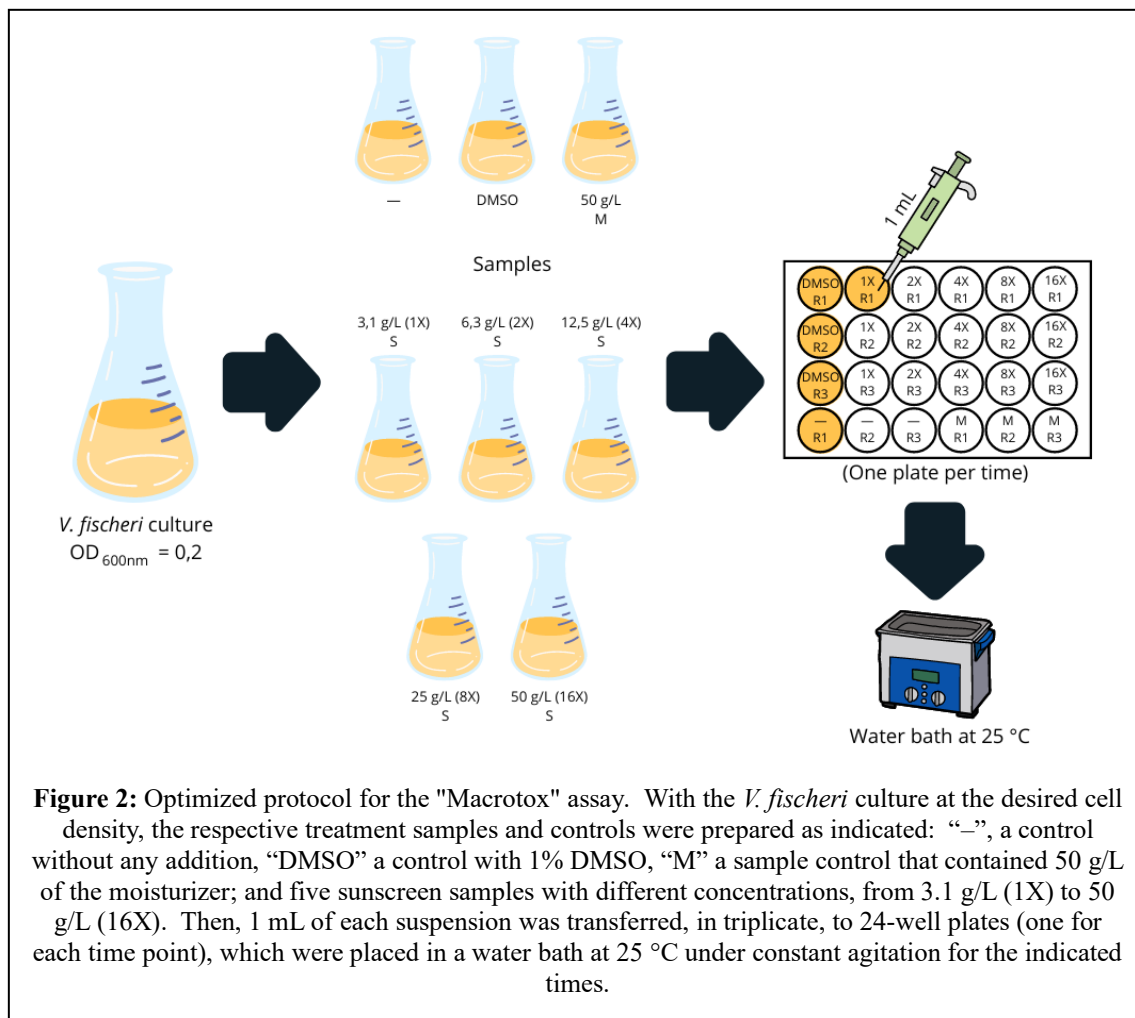 — DMSO 50 g/L
M
Samples
3,1 g/L (1X) 6,3 g/L (2X) 12,5 g/L (4X)
S S S
V. fischeri culture
OD 600nm = 0,2
25 g/L (8X) 50 g/L (16X)
S S
1 mL
DMSO 1X 2X 4X 8X 16X
R1 R1 R1 R1 R1 R1
DMSO 1X 2X 4X 8X 16X
R2 R2 R2 R2 R2 R2
DMSO 1X 2X 4X 8X 16X
R3 R3 R3 R3 R3 R3
— — — M M M
R1 R2 R3 R1 R2 R3
(One plate per time)
Water bath at 25 °C
Figure 2: Optimized protocol for the "Macrotox" assay. With the V. fischeri culture at the desired cell
density, the respective treatment samples and controls were prepared as indicated: “–”, a control
without any addition, “DMSO” a control with 1% DMSO, “M” a sample control that contained 50 g/L
of the moisturizer; and five sunscreen samples with different concentrations, from 3.1 g/L (1X) to 50
g/L (16X). Then, 1 mL of each suspension was transferred, in triplicate, to 24-well plates (one for
each time point), which were placed in a water bath at 25 °C under constant agitation for the indicated
times.